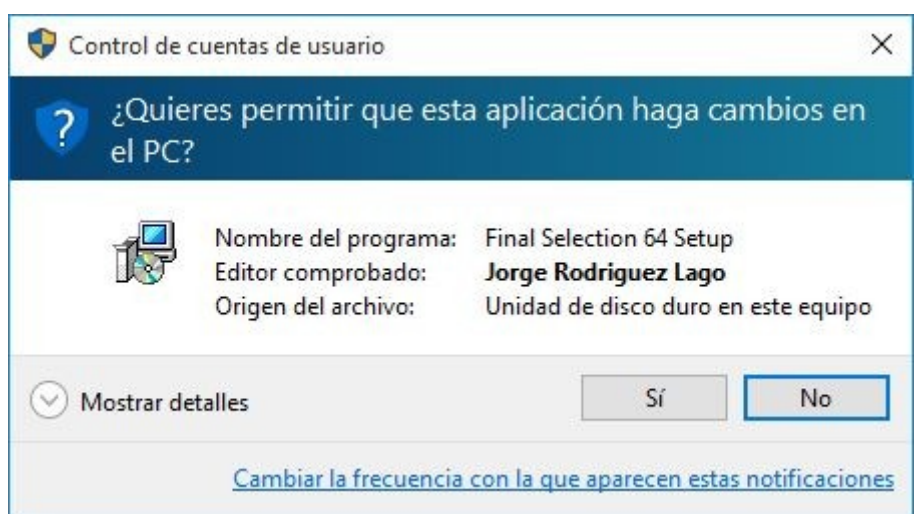 Control de cuentas de usuario
¿Quieres permitir que esta aplicación haga cambios en
el PC?
Nombre del programa: Final Selection 64 Setup
Editor comprobado: Jorge Rodriguez Lago
Origen del archivo: Unidad de disco duro en este equipo
Mostrar detalles
Sí
No
Cambiar la frecuencia con la que aparecen estas notificaciones